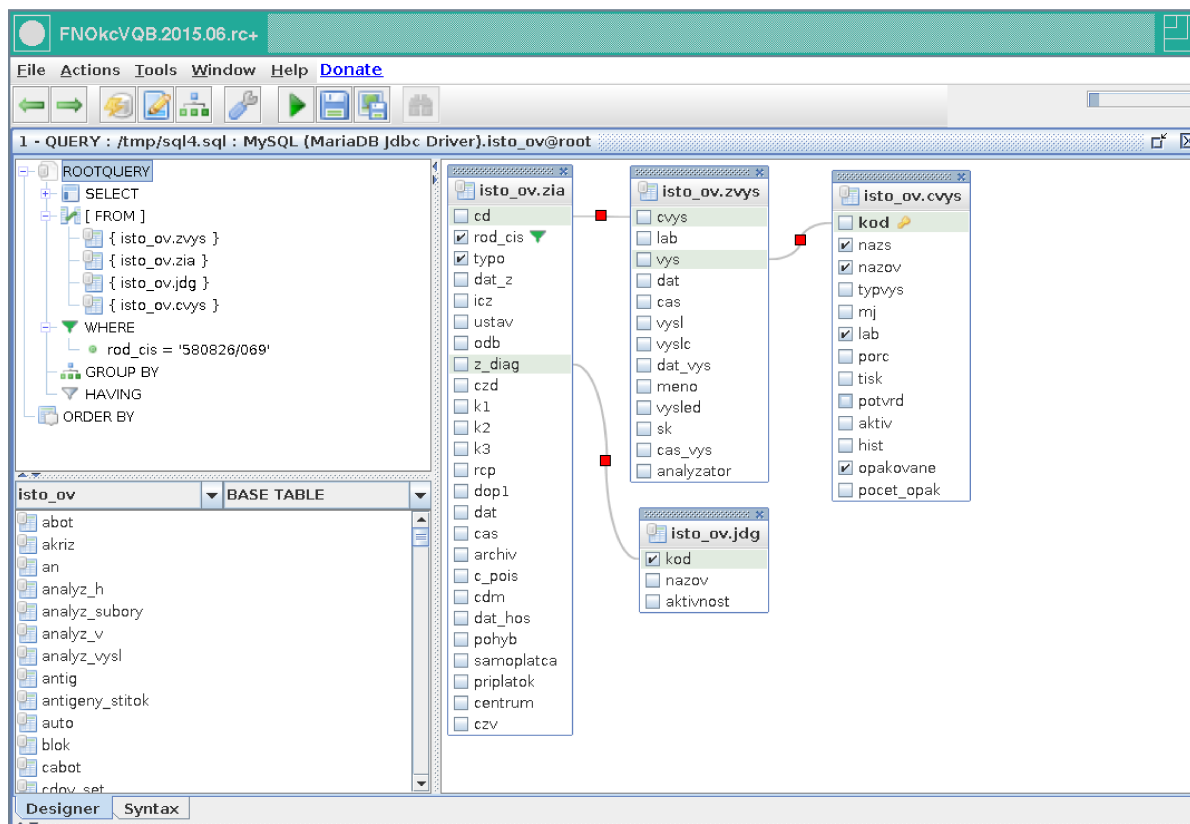 FNOkcVQB.2015.06.rc+
File Actions Tools Window Help Donate
1 - QUERY : /tmp/sql4.sql : MySQL (MariaDB Jdbc Driver).isto_ov@root
ROOTQUERY
SELECT
[ FROM ]
{ isto_ov.zvys }
{ isto_ov.zia }
{ isto_ov.jdg }
{ isto_ov.cvys }
WHERE
rod_cis = '580826/069'
GROUP BY
HAVING
ORDER BY
isto_ov
BASE TABLE
abot
akriz
an
analyz_h
analyz_subory
analyz_v
analyz_vysl
antig
antigeny_stitok
auto
blok
cabot
isto_ov.zia
cd
rod_cis
typo
dat_z
icz
ustav
odb
z_diag
czd
k1
k2
k3
rcp
dop1
dat
cas
archiv
c_pois
cdm
dat_hos
pohyb
samoplatca
priplatok
centrum
czv
isto_ov.zvys
cvys
lab
vys
dat
cas
vysl
vyslc
dat_vys
meno
vysled
sk
cas_vys
analyzator
isto_ov.jdg
kod
nazov
aktivnost
isto_ov.cvys
kod
nazs
nazov
typvys
mj
lab
porc
tisk
potvrd
aktiv
hist
opakovane
pocet_opak
Designer
Syntax